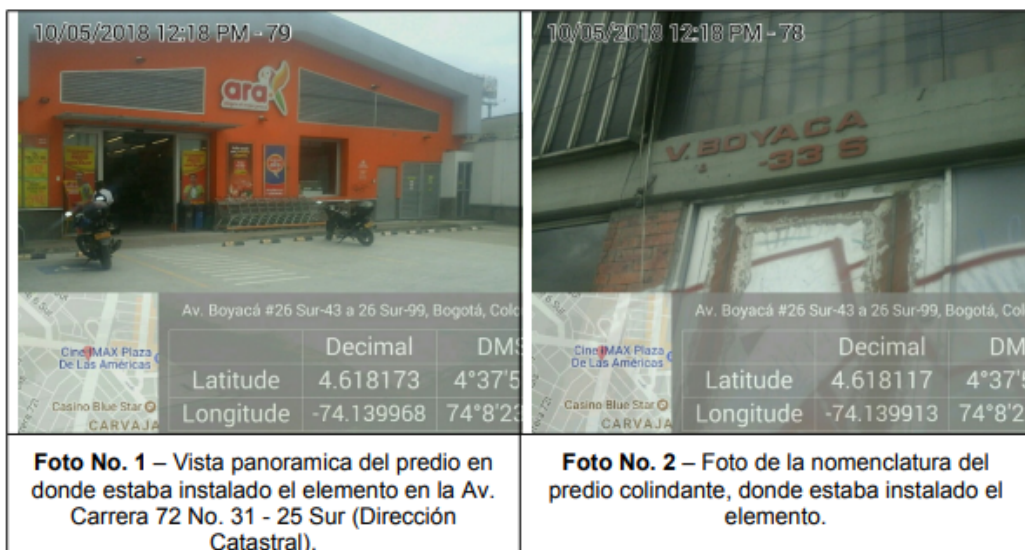 10/05/2018 12:18 PM - 79
ara
Av. Boyacá #26 Sur-43 a 26 Sur-99, Bogotá, Col
Decimal DMS
Latitude 4.618173 4°37'5
Longitude -74.139968 74°8'23
Cine IMAX Plaza
De Las Américas
Casino Blue Star
CARVAJA
Foto No. 1 – Vista panoramica del predio en
donde estaba instalado el elemento en la Av.
Carrera 72 No. 31 - 25 Sur (Dirección
Catastral).
10/05/2018 12:18 PM - 78
V. BOYACA
-33 S
Av. Boyacá #26 Sur-43 a 26 Sur-99, Bogotá, Col
Decimal DM
Latitude 4.618117 4°37'5
Longitude -74.139913 74°8'2
Cine IMAX Plaza
De Las Américas
Casino Blue Star
CARVAJA
Foto No. 2 – Foto de la nomenclatura del
predio colindante, donde estaba instalado el
elemento.